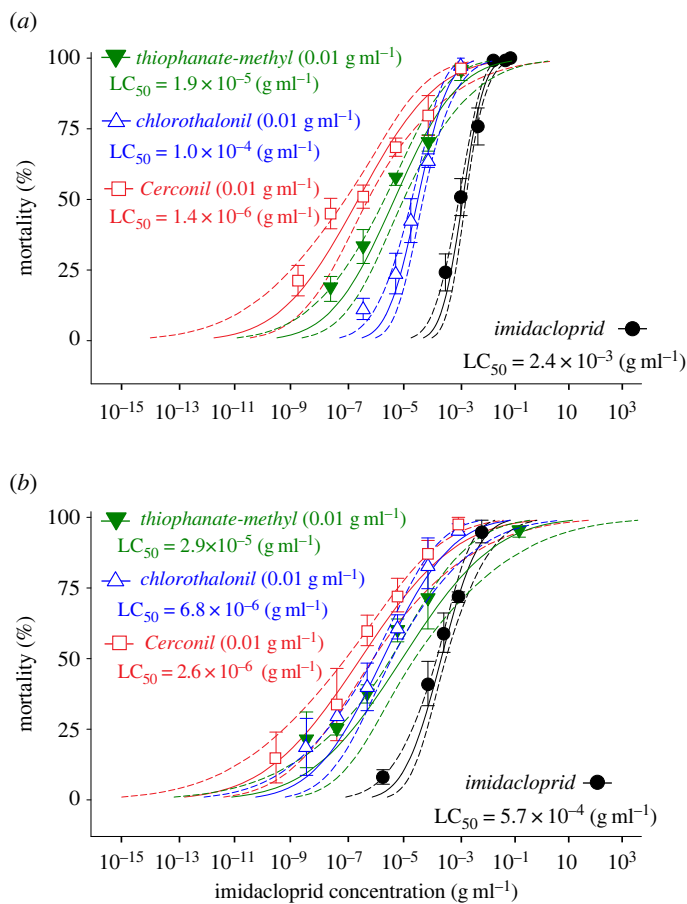 (a)
100
75
50
25
0
mortality (%)
thiophanate-methyl (0.01 g ml⁻¹)
LC₅₀ = 1.9 × 10⁻⁵ (g ml⁻¹)
chlorothalonil (0.01 g ml⁻¹)
LC₅₀ = 1.0 × 10⁻⁴ (g ml⁻¹)
Cerconil (0.01 g ml⁻¹)
LC₅₀ = 1.4 × 10⁻⁶ (g ml⁻¹)
imidacloprid
LC₅₀ = 2.4 × 10⁻³ (g ml⁻¹)
10⁻¹⁵ 10⁻¹³ 10⁻¹¹ 10⁻⁹ 10⁻⁷ 10⁻⁵ 10⁻³ 10⁻¹ 10 10³
(b)
100
75
50
25
0
mortality (%)
thiophanate-methyl (0.01 g ml⁻¹)
LC₅₀ = 2.9×10⁻⁵ (g ml⁻¹)
chlorothalonil (0.01 g ml⁻¹)
LC₅₀ = 6.8 × 10⁻⁶ (g ml⁻¹)
Cerconil (0.01 g ml⁻¹)
LC₅₀ = 2.6 × 10⁻⁶ (g ml⁻¹)
imidacloprid
LC₅₀ = 5.7 × 10⁻⁴ (g ml⁻¹)
10⁻¹⁵ 10⁻¹³ 10⁻¹¹ 10⁻⁹ 10⁻⁷ 10⁻⁵ 10⁻³ 10⁻¹ 10 10³
imidacloprid concentration (g ml⁻¹)